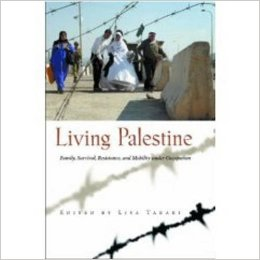 Living Palestine
Family, Survival, Resistance, and Mobility under Occupation
EDITED BY LISA TARAKI